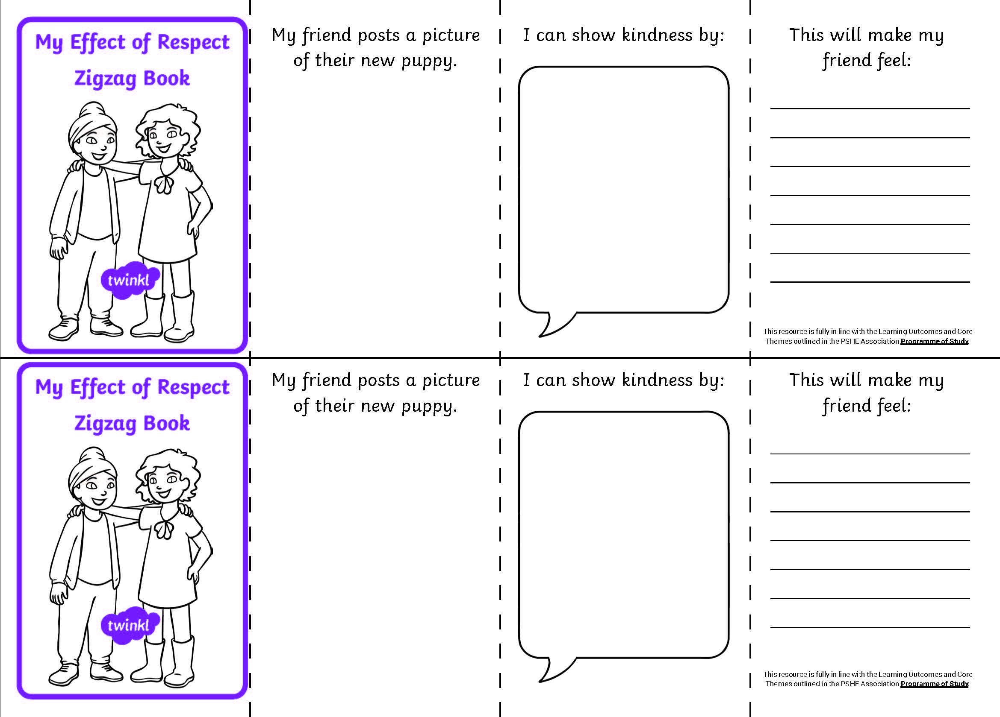 My Effect of Respect
Zigzag Book
twinkl
My friend posts a picture
of their new puppy.
I can show kindness by:
This will make my
friend feel:
This resource is fully in line with the Learning Outcomes and Core
Themes outlined in the PSHE Association Programme of Study.
My Effect of Respect
Zigzag Book
twinkl
My friend posts a picture
of their new puppy.
I can show kindness by:
This will make my
friend feel:
This resource is fully in line with the Learning Outcomes and Core
Themes outlined in the PSHE Association Programme of Study.